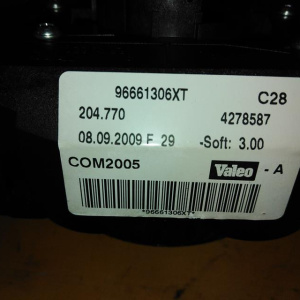 96661306XT C28
204.770 4278587
08.09.2009 E 29 -Soft: 3.00
COM2005 Valeo - A
*96661306XT*